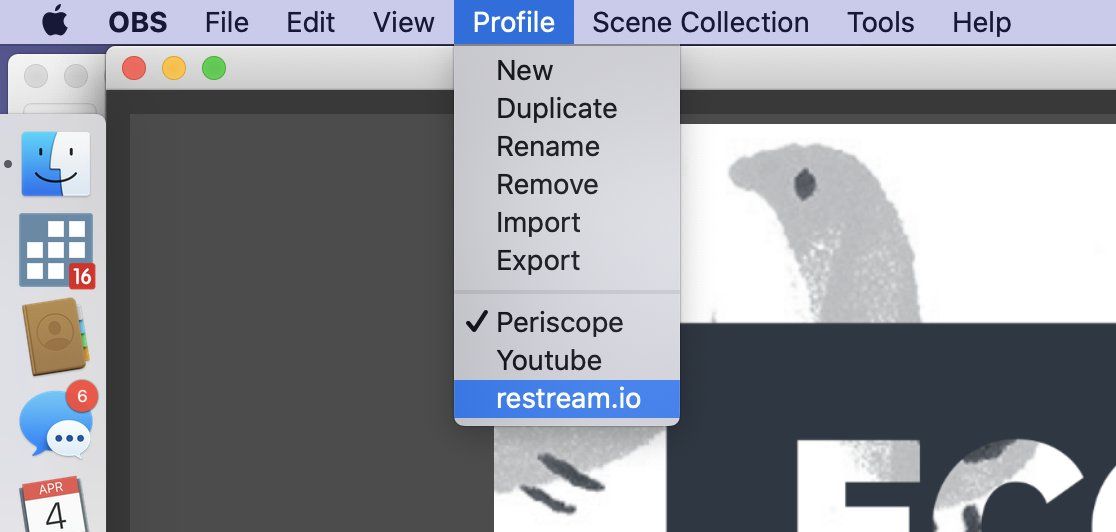 OBS File Edit View Profile Scene Collection Tools Help
New
Duplicate
Rename
Remove
Import
Export
✓ Periscope
Youtube
restream.io
16
6
APR
4